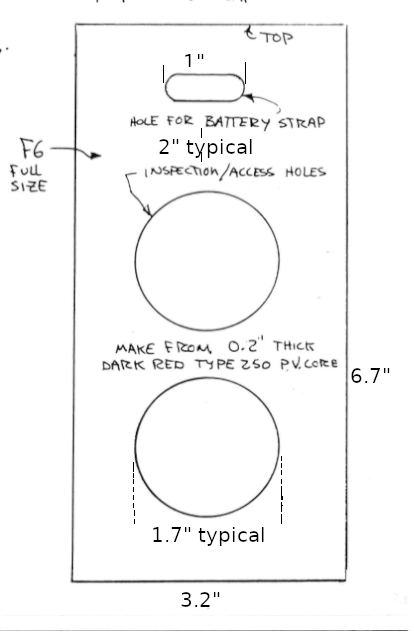 TOP
1"
HOLE FOR BATTERY STRAP
2" typical
F6
FULL
SIZE
INSPECTION/ACCESS HOLES
MAKE FROM 0.2" THICK
DARK RED TYPE 250 P.V.CORE
6.7"
1.7" typical
3.2"